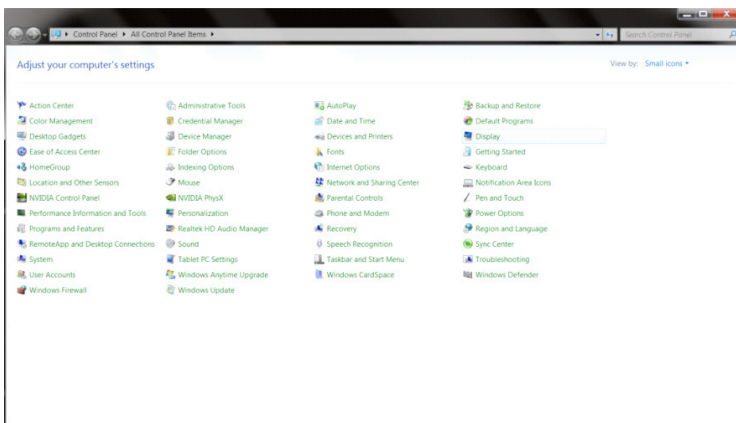 Control Panel All Control Panel Items
Search Control Panel
Adjust your computer's settings
View by: Small icons
Action Center Administrative Tools AutoPlay Backup and Restore
Color Management Credential Manager Date and Time Default Programs
Desktop Gadgets Device Manager Devices and Printers Display
Ease of Access Center Folder Options Fonts Getting Started
HomeGroup Indexing Options Internet Options Keyboard
Location and Other Sensors Mouse Network and Sharing Center Notification Area Icons
NVIDIA Control Panel NVIDIA PhysX Parental Controls Pen and Touch
Performance Information and Tools Personalization Phone and Modem Power Options
Programs and Features Realtek HD Audio Manager Recovery Region and Language
RemoteApp and Desktop Connections Sound Speech Recognition Sync Center
System Tablet PC Settings Taskbar and Start Menu Troubleshooting
User Accounts Windows Anytime Upgrade Windows CardSpace Windows Defender
Windows Firewall Windows Update